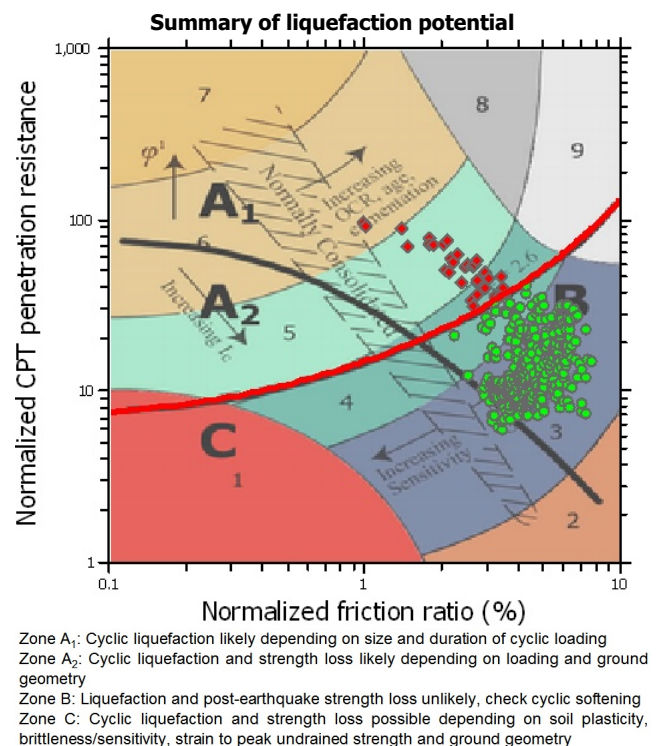 Summary of liquefaction potential
Normalized CPT penetration resistance
1,000
100
10
1
7
8
9
φ'
A1
Normally Consolidated
Increasing
OCR, age,
cementation
6
A2
Increasing Ic
5
2.6
B
4
C
1
Increasing
Sensitivity
3
2
0.1
1
10
Normalized friction ratio (%)
Zone A1: Cyclic liquefaction likely depending on size and duration of cyclic loading
Zone A2: Cyclic liquefaction and strength loss likely depending on loading and ground
geometry
Zone B: Liquefaction and post-earthquake strength loss unlikely, check cyclic softening
Zone C: Cyclic liquefaction and strength loss possible depending on soil plasticity,
brittleness/sensitivity, strain to peak undrained strength and ground geometry